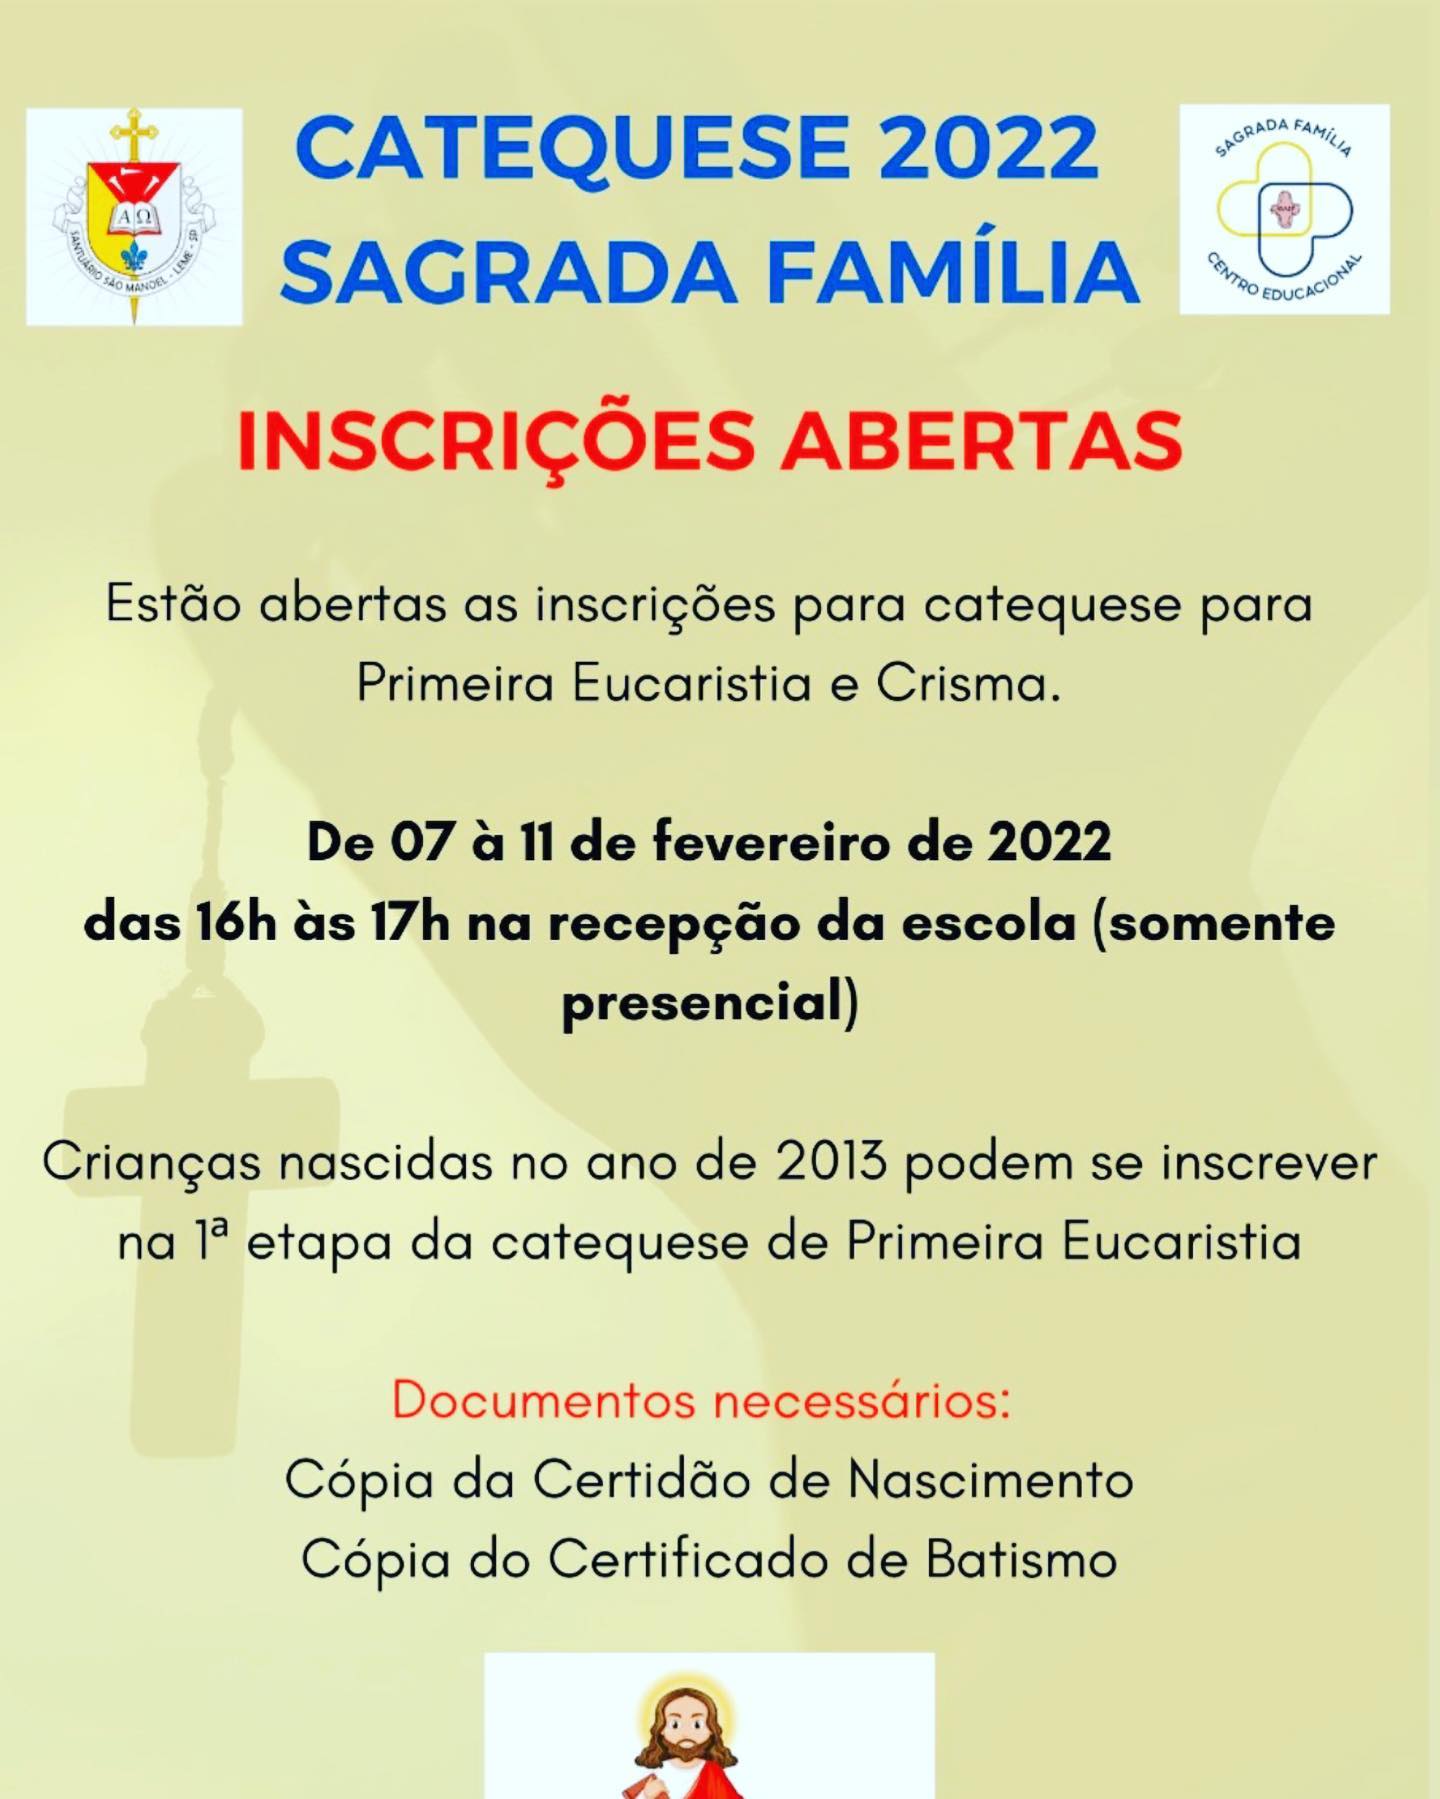 CATEQUESE 2022
SAGRADA FAMÍLIA
ΑΩ
SANTUÁRIO SÃO MANOEL - LEME - SP
SAGRADA FAMÍLIA
CENTRO EDUCACIONAL
INSCRIÇÕES ABERTAS
Estão abertas as inscrições para catequese para
Primeira Eucaristia e Crisma.
De 07 à 11 de fevereiro de 2022
das 16h às 17h na recepção da escola (somente
presencial)
Crianças nascidas no ano de 2013 podem se inscrever
na 1ª etapa da catequese de Primeira Eucaristia
Documentos necessários:
Cópia da Certidão de Nascimento
Cópia do Certificado de Batismo